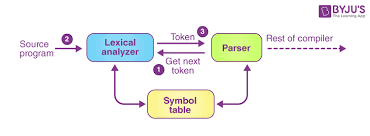 BYJU'S
The Learning App
Source
program
2
Lexical
analyzer
Token
3
1
Get next
token
Parser
Rest of compiler
Symbol
table